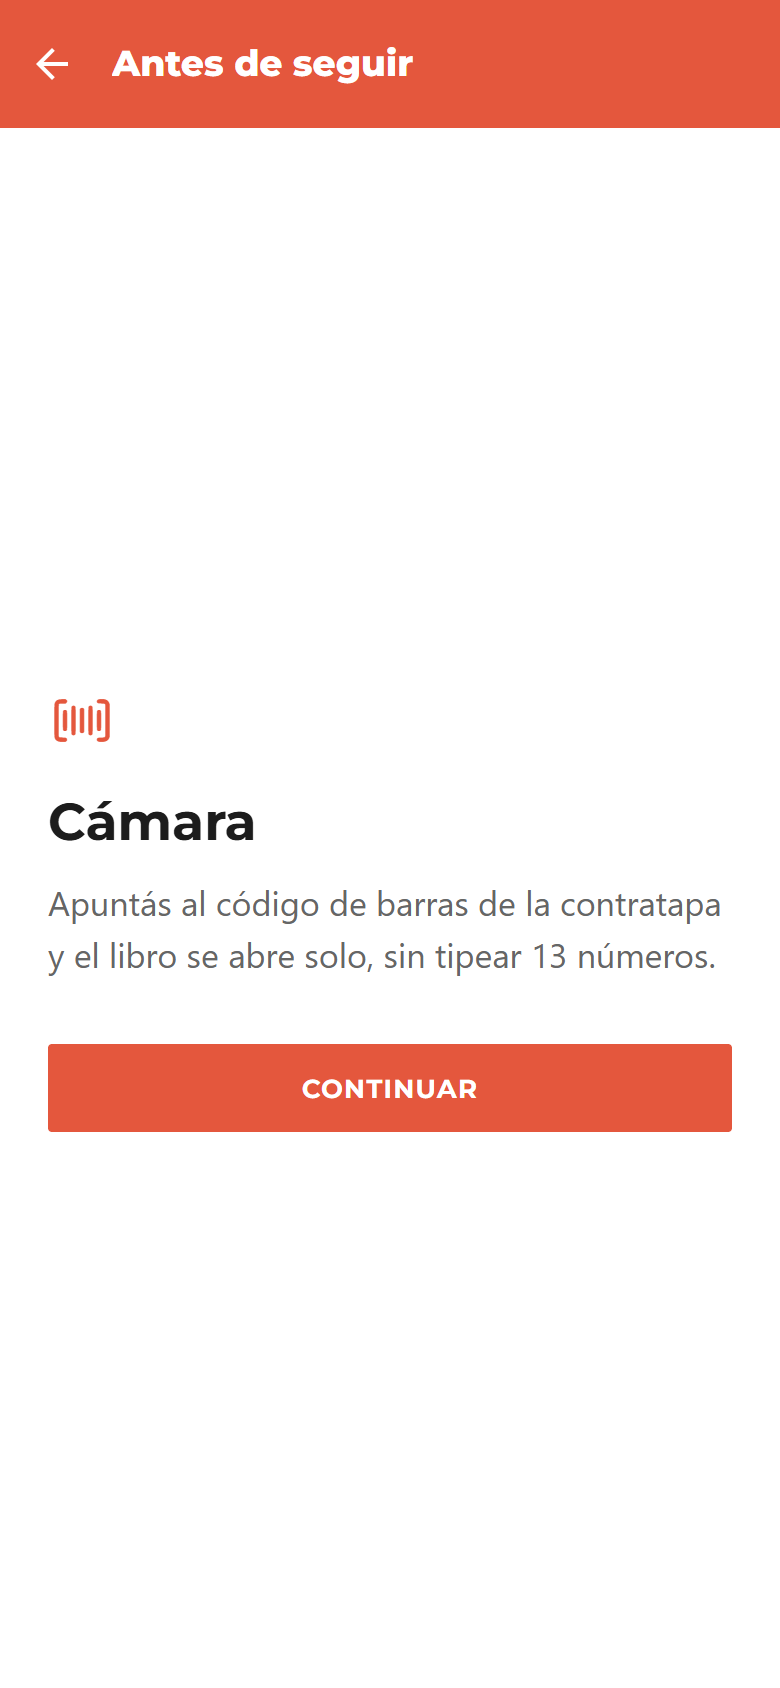 Antes de seguir
Cámara
Apuntás al código de barras de la contratapa
y el libro se abre solo, sin tipear 13 números.
CONTINUAR